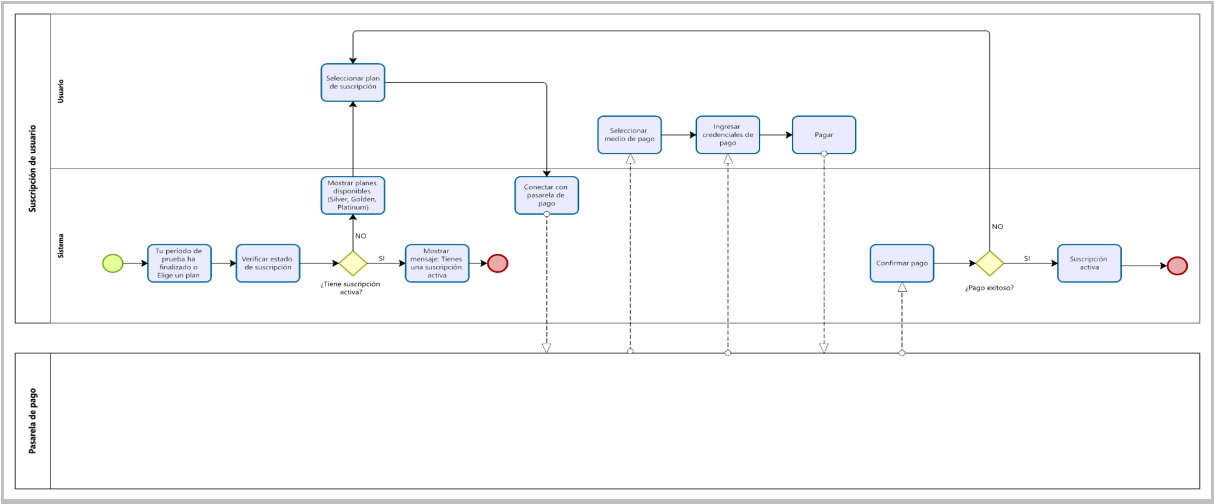 Suscripción de usuario
Usuario
Seleccionar plan
de suscripción
Seleccionar
medio de pago
Ingresar
credenciales de
pago
Pagar
Sistema
Mostrar planes
disponibles
(Silver, Golden,
Platinum)
Conectar con
pasarela de
pago
NO
NO
Tu periodo de
prueba ha
finalizado o
Elige un plan
Verificar estado
de suscripción
¿Tiene suscripción
activa?
SI
Mostrar
mensaje: Tienes
una suscripción
activa
Confirmar pago
¿Pago exitoso?
SI
Suscripción
activa
Pasarela de pago